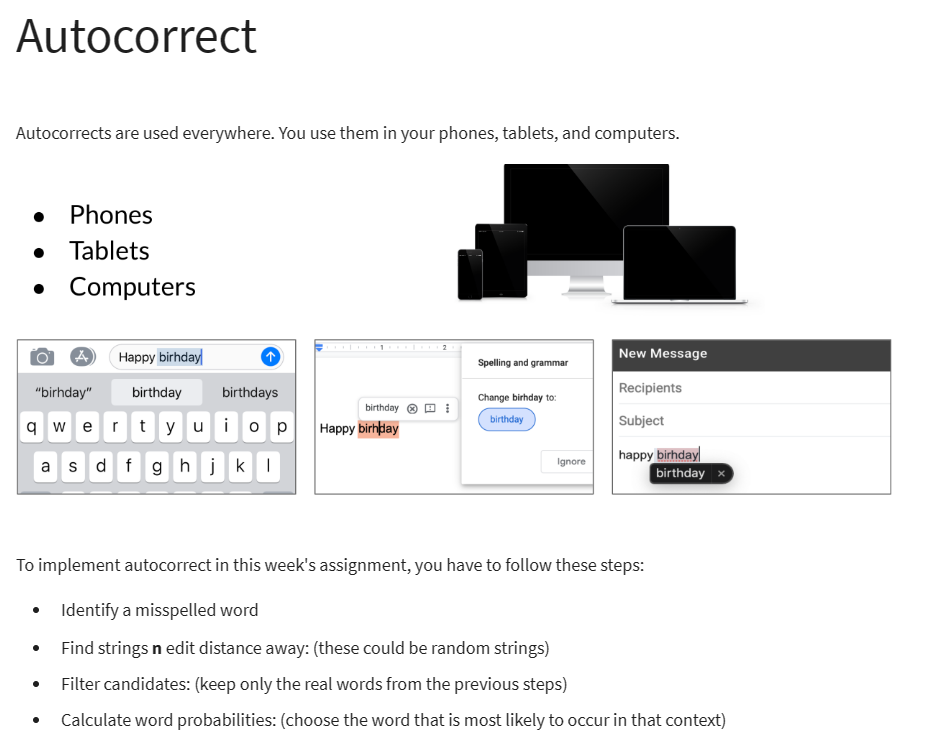 Autocorrect
Autocorrects are used everywhere. You use them in your phones, tablets, and computers.
● Phones
● Tablets
● Computers
Happy birhday
"birhday" birthday birthdays
q w e r t y u i o p
a s d f g h j k l
1 2
Spelling and grammar
Change birhday to:
birthday
birthday
Happy birhday
Ignore
New Message
Recipients
Subject
happy birhday
birthday ×
To implement autocorrect in this week's assignment, you have to follow these steps:
• Identify a misspelled word
• Find strings n edit distance away: (these could be random strings)
• Filter candidates: (keep only the real words from the previous steps)
• Calculate word probabilities: (choose the word that is most likely to occur in that context)